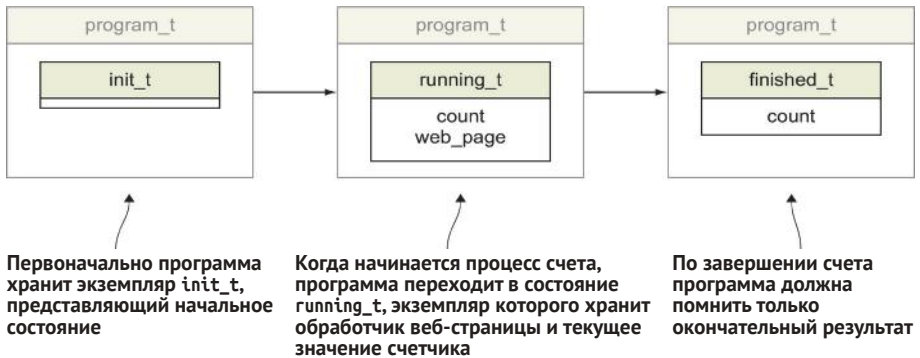 program_t
init_t
program_t
running_t
count
web_page
program_t
finished_t
count
Первоначально программа
хранит экземпляр init_t,
представляющий начальное
состояние
Когда начинается процесс счета,
программа переходит в состояние
running_t, экземпляр которого хранит
обработчик веб-страницы и текущее
значение счетчика
По завершении счета
программа должна
помнить только
окончательный результат